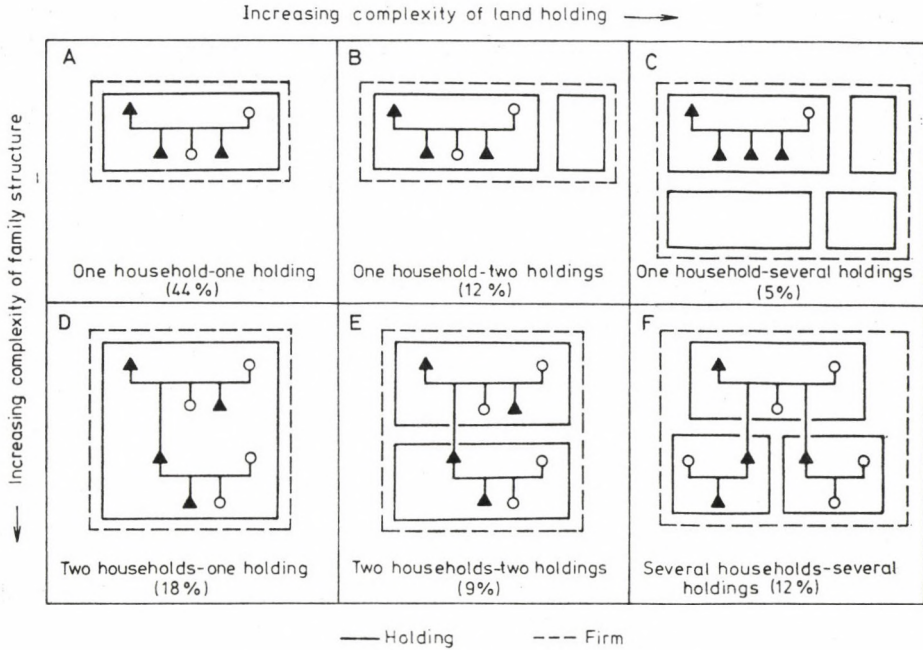 Increasing complexity of land holding
Increasing complexity of family structure
A
B
C
One household-one holding
(44%)
One household-two holdings
(12%)
One household-several holdings
(5%)
D
E
F
Two households-one holding
(18%)
Two households-two holdings
(9%)
Several households-several
holdings (12%)
Holding
Firm